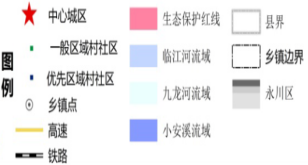 图例
中心城区
一般区域村社区
优先区域村社区
乡镇点
高速
铁路
生态保护红线
临江河流域
九龙河流域
小安溪流域
县界
乡镇边界
永川区